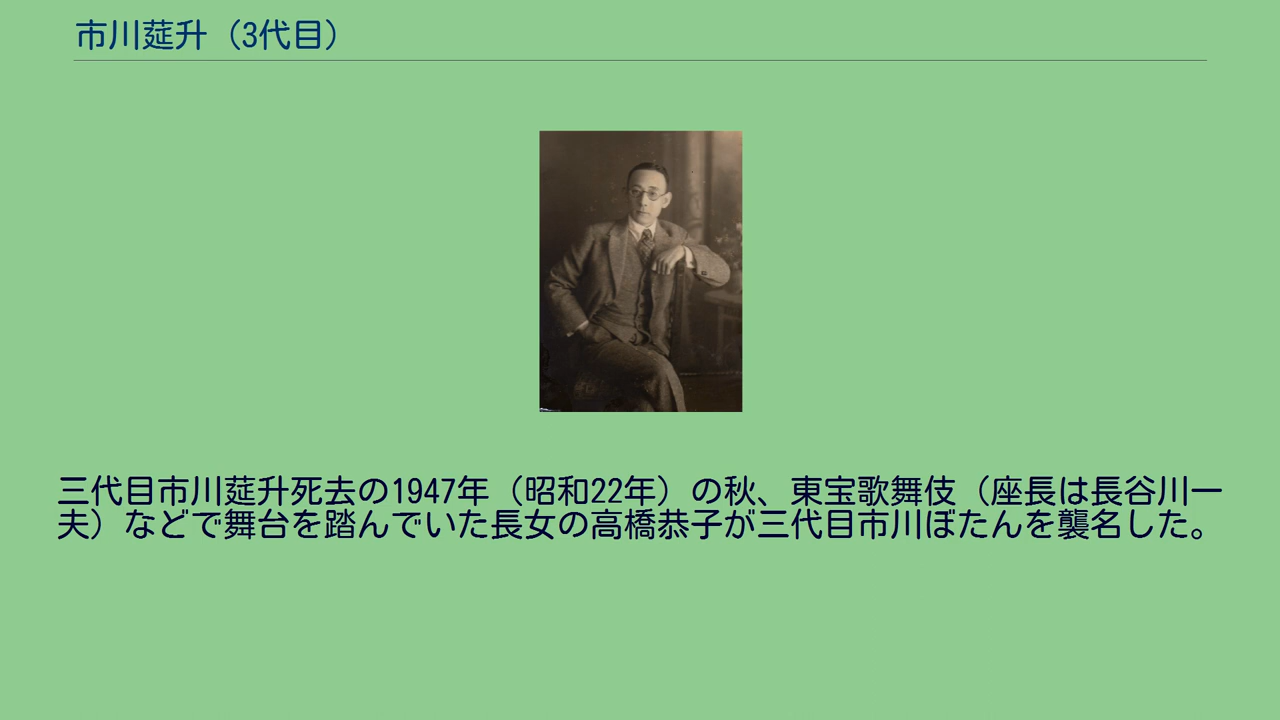 市川莚升（3代目）
三代目市川莚升死去の1947年（昭和22年）の秋、東宝歌舞伎（座長は長谷川一
夫）などで舞台を踏んでいた長女の高橋恭子が三代目市川ぼたんを襲名した。